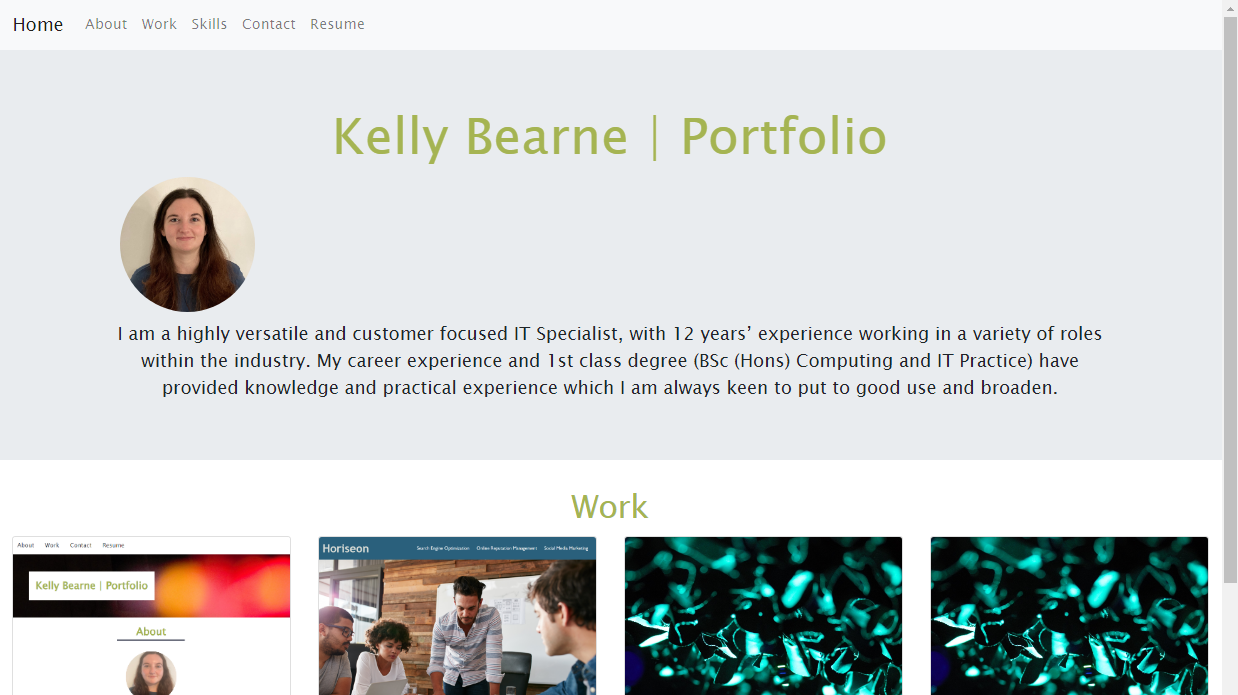 Home About Work Skills Contact Resume
Kelly Bearne | Portfolio
I am a highly versatile and customer focused IT Specialist, with 12 years’ experience working in a variety of roles
within the industry. My career experience and 1st class degree (BSc (Hons) Computing and IT Practice) have
provided knowledge and practical experience which I am always keen to put to good use and broaden.
Work
About Work Contact Resume
Kelly Bearne | Portfolio
About
Horiseon Search Engine Optimization Online Reputation Management Social Media Marketing